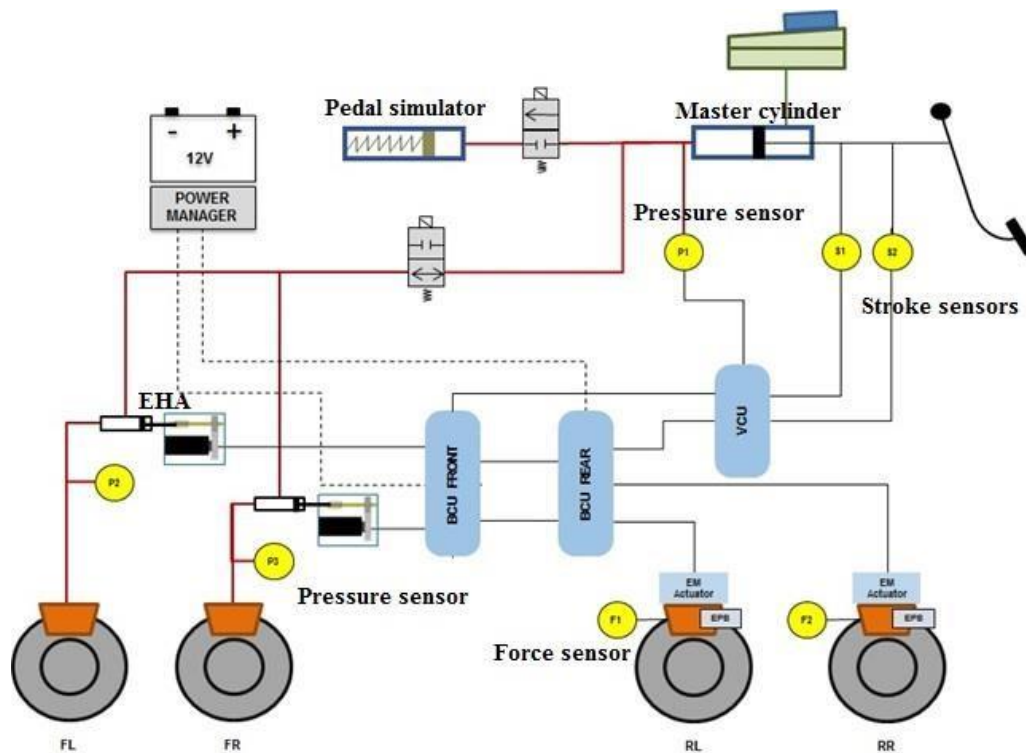 Pedal simulator
Master cylinder
- +
12V
POWER
MANAGER
Pressure sensor
P1
S1
S2
Stroke sensors
EHA
VCU
BCU FRONT
BCU REAR
P2
P3
Pressure sensor
EM
Actuator
EM
Actuator
F1
EPB
F2
EPB
Force sensor
FL
FR
RL
RR